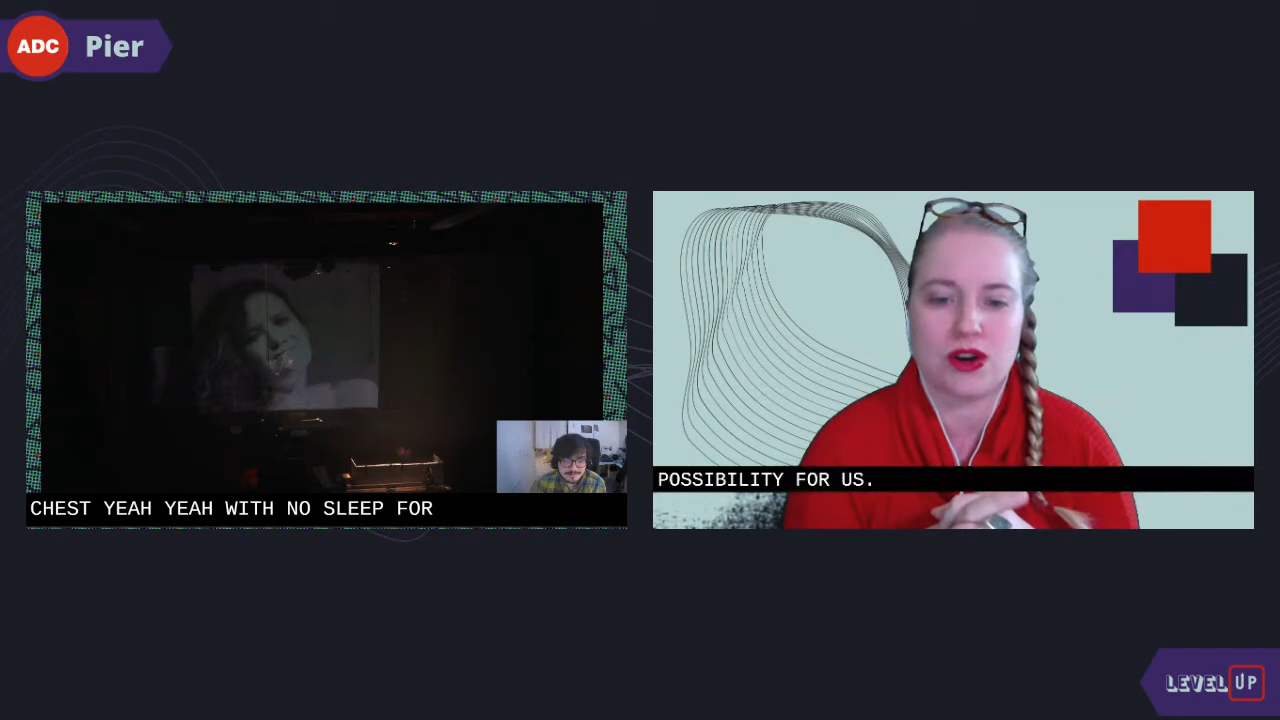 ADC
Pier
CHEST YEAH YEAH WITH NO SLEEP FOR
POSSIBILITY FOR US.
LEVEL UP